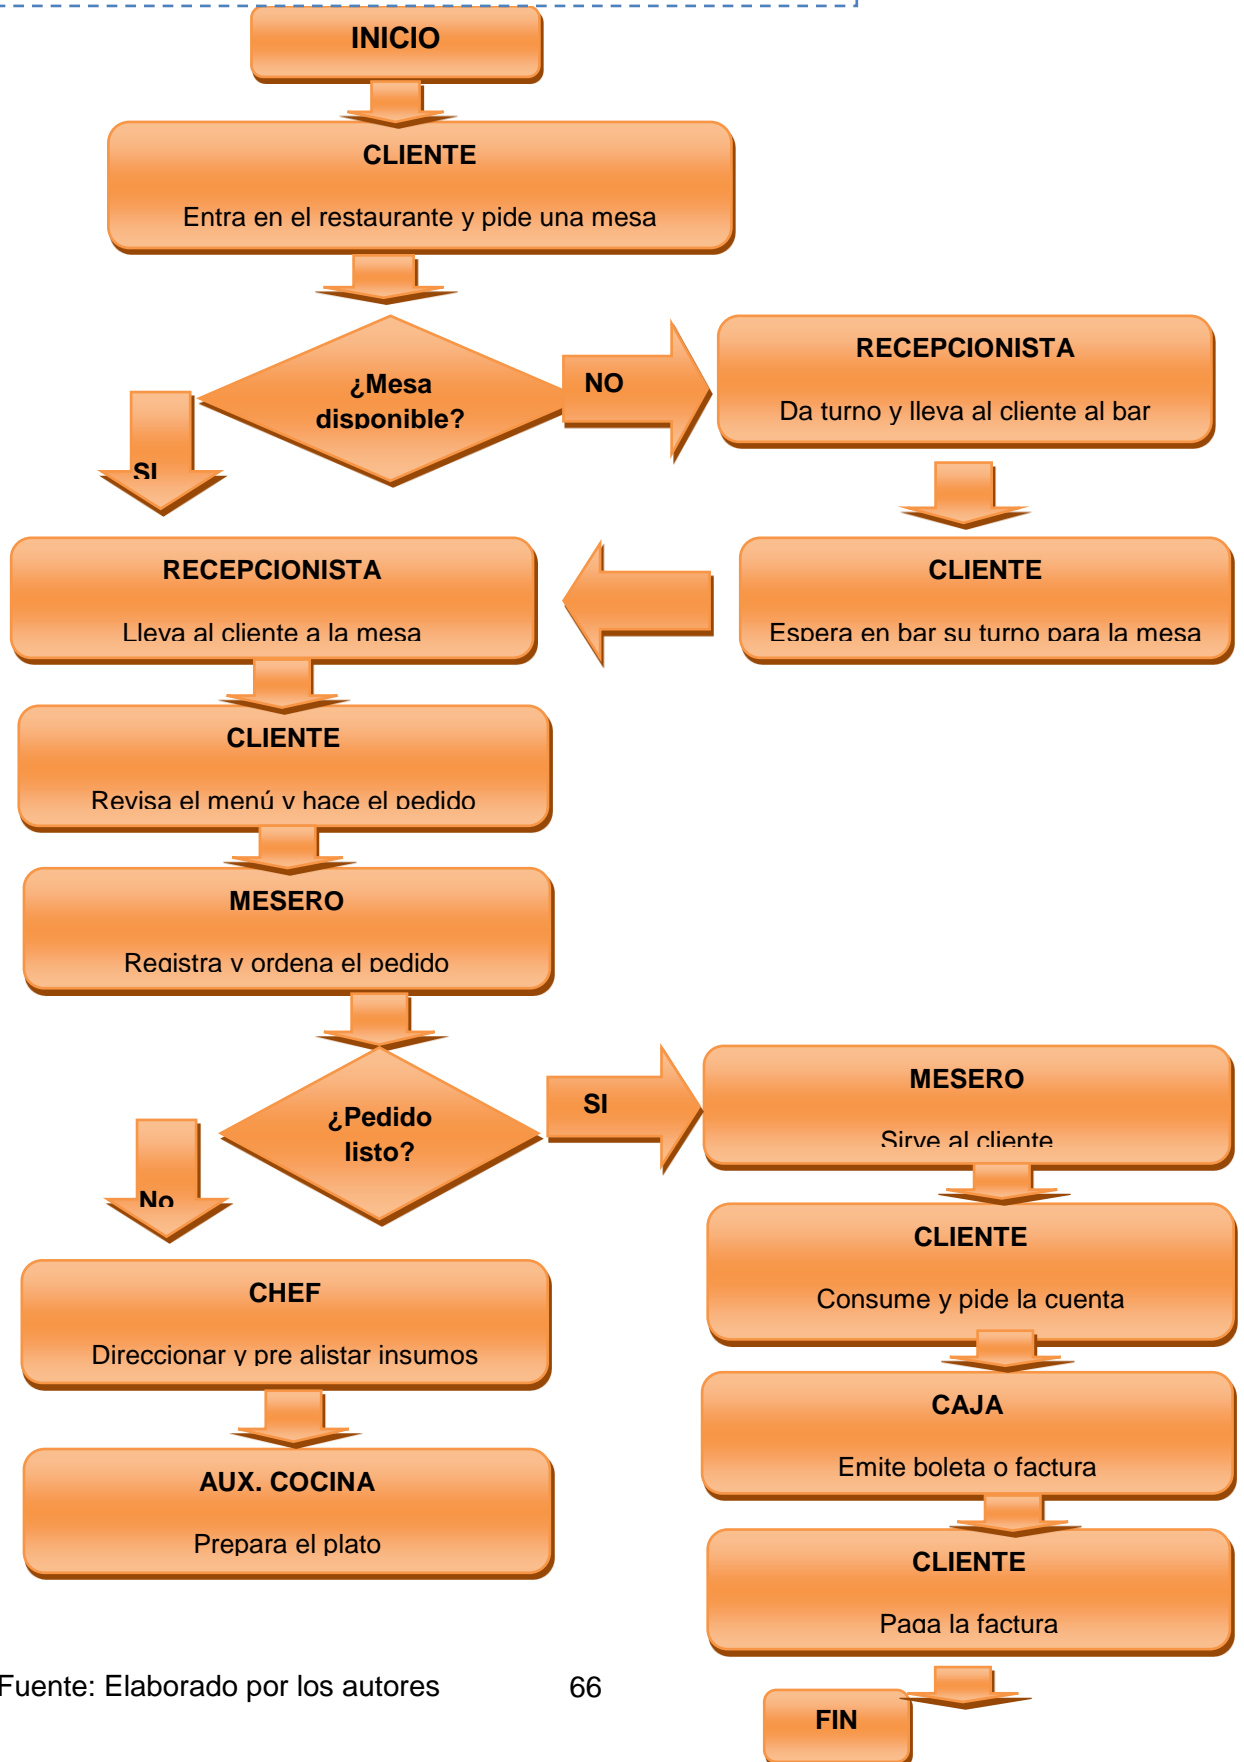 INICIO
CLIENTE
Entra en el restaurante y pide una mesa
¿Mesa
disponible?
NO
RECEPCIONISTA
Da turno y lleva al cliente al bar
SI
RECEPCIONISTA
Lleva al cliente a la mesa
CLIENTE
Espera en bar su turno para la mesa
CLIENTE
Revisa el menú y hace el pedido
MESERO
Registra y ordena el pedido
¿Pedido
listo?
SI
MESERO
Sirve al cliente
No
CLIENTE
Consume y pide la cuenta
CHEF
Direccionar y pre alistar insumos
CAJA
Emite boleta o factura
AUX. COCINA
Prepara el plato
CLIENTE
Paga la factura
Fuente: Elaborado por los autores
66
FIN